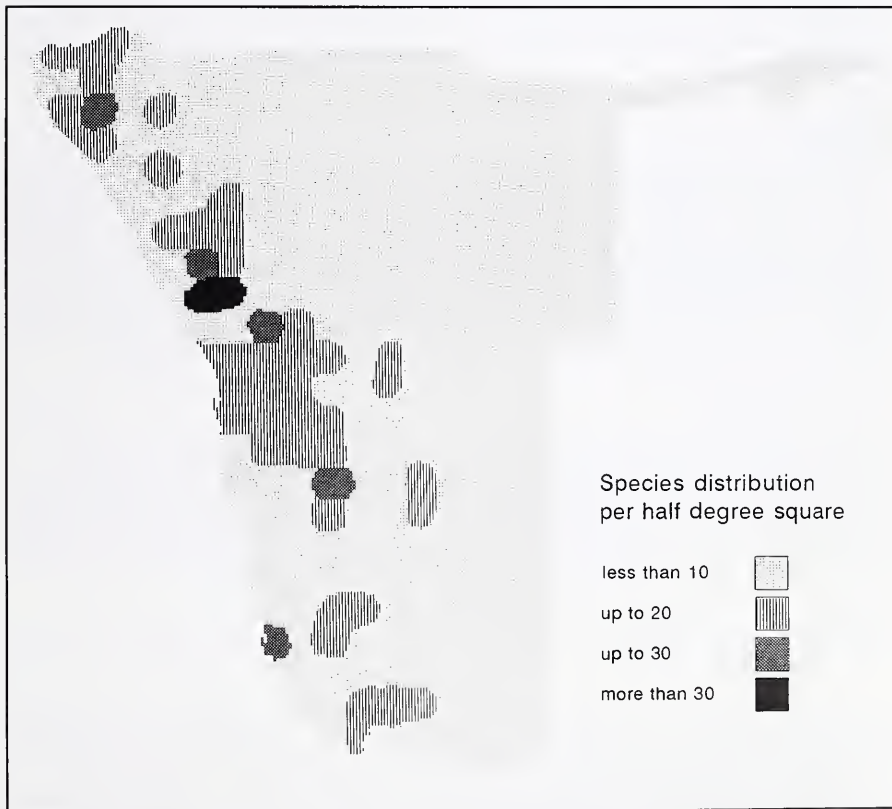 Species distribution
per half degree square
less than 10
up to 20
up to 30
more than 30